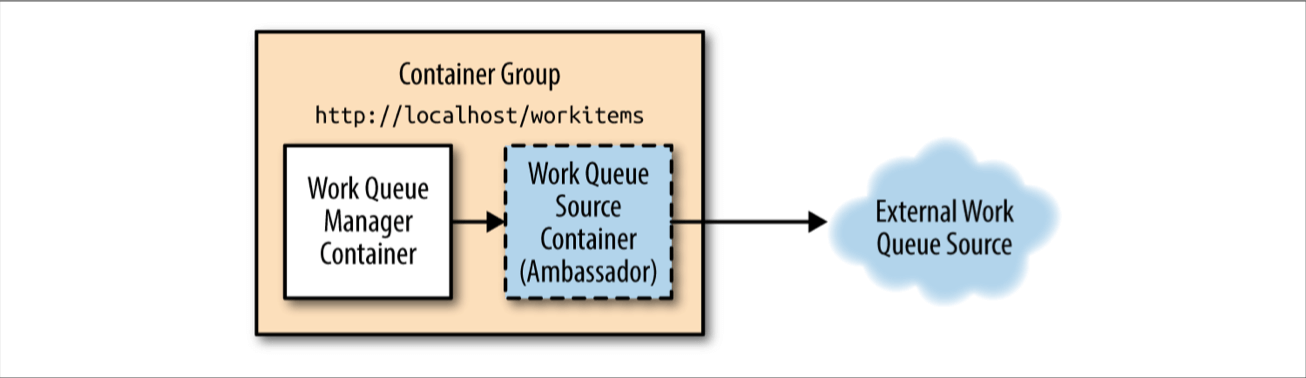 Container Group
http://localhost/workitems
Work Queue
Manager
Container
Work Queue
Source
Container
(Ambassador)
External Work
Queue Source